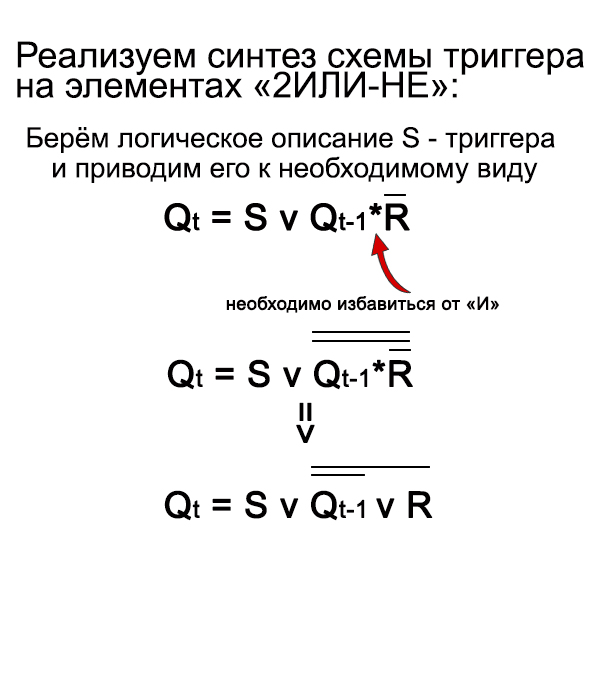 Реализуем синтез схемы триггера
на элементах «2ИЛИ-НЕ»:
Берём логическое описание S - триггера
и приводим его к необходимому виду
Qt = S v Qt-1*R̅
необходимо избавиться от «И»
Qt = S v Qt-1*R̅
=>
Qt = S v Qt-1 v R